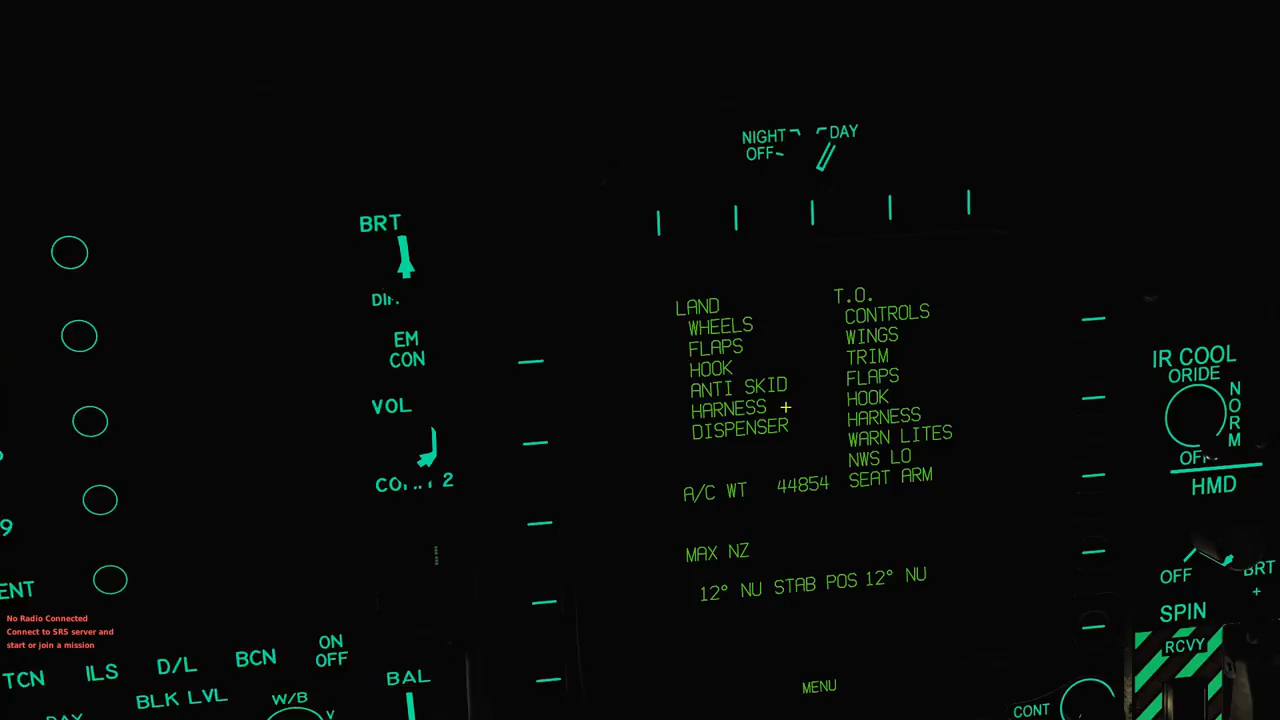 NIGHT
DAY
OFF
BRT
EM
CON
VOL
2
9
ENT
No Radio Connected
Connect to SRS server and
start or join a mission
TCN ILS D/L BCN ON
OFF
BLK LVL W/B
BAL
LAND
WHEELS
FLAPS
HOOK
ANTI SKID
HARNESS
DISPENSER
T.O.
CONTROLS
WINGS
TRIM
FLAPS
HOOK
HARNESS
WARN LITES
NWS LO
SEAT ARM
A/C WT 44854
MAX NZ
12° NU STAB POS 12° NU
MENU
IR COOL
ORIDE
NORM
HMD
OFF BRT
SPIN
RCVY
CONT